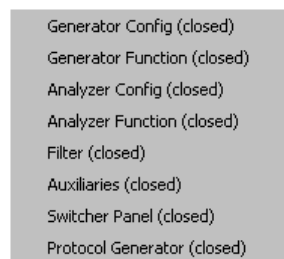 Generator Config (closed)
Generator Function (closed)
Analyzer Config (closed)
Analyzer Function (closed)
Filter (closed)
Auxiliaries (closed)
Switcher Panel (closed)
Protocol Generator (closed)